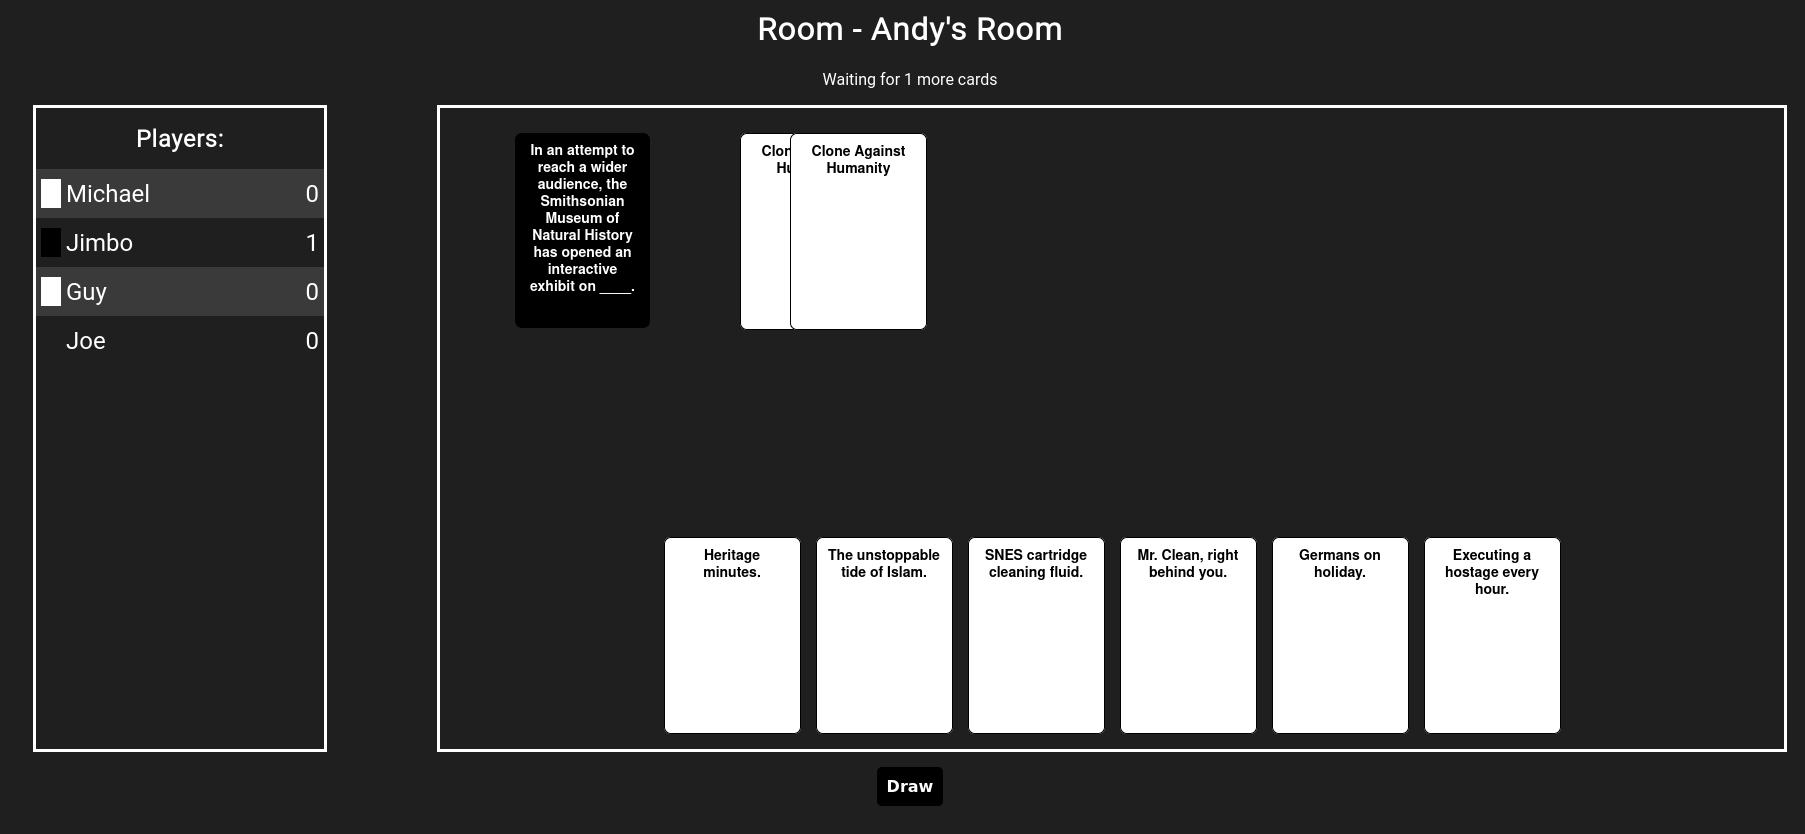 Room - Andy's Room
Waiting for 1 more cards
Players:
Michael 0
Jimbo 1
Guy 0
Joe 0
In an attempt to
reach a wider
audience, the
Smithsonian
Museum of
Natural History
has opened an
interactive
exhibit on ____.
Clon
Hu
Clone Against
Humanity
Heritage
minutes.
The unstoppable
tide of Islam.
SNES cartridge
cleaning fluid.
Mr. Clean, right
behind you.
Germans on
holiday.
Executing a
hostage every
hour.
Draw